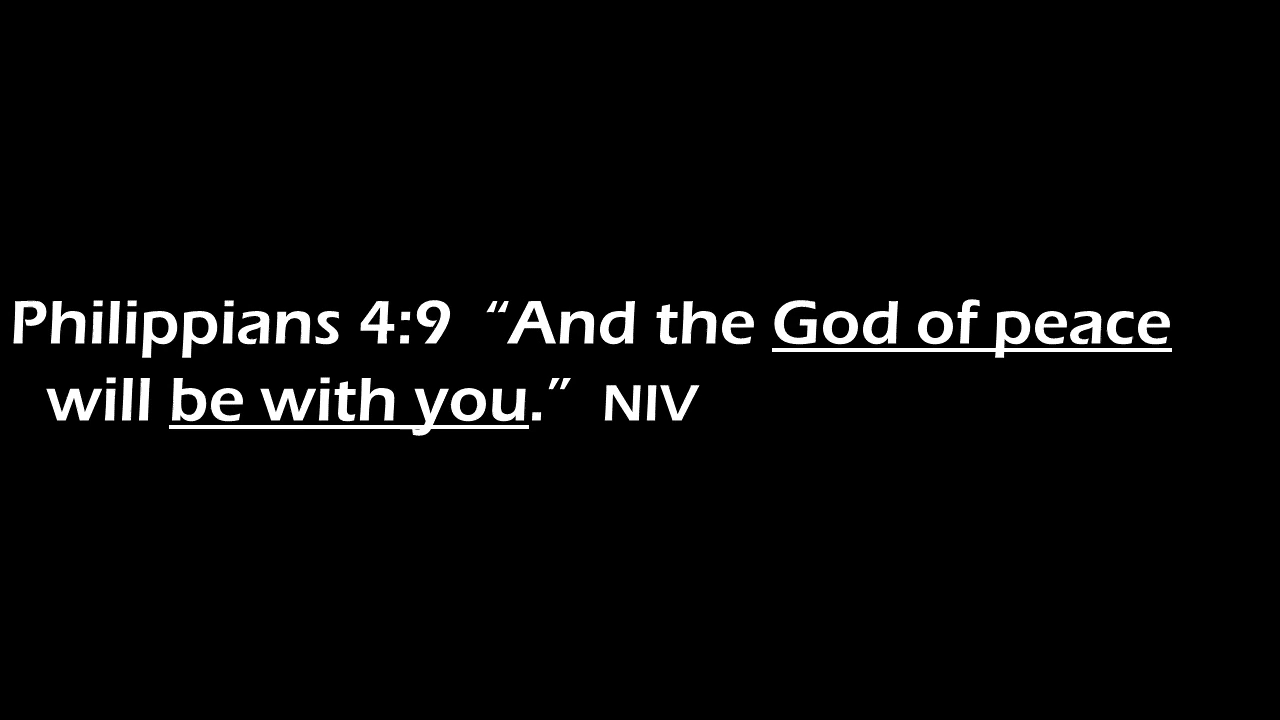 Philippians 4:9  “And the God of peace
will be with you.”  NIV